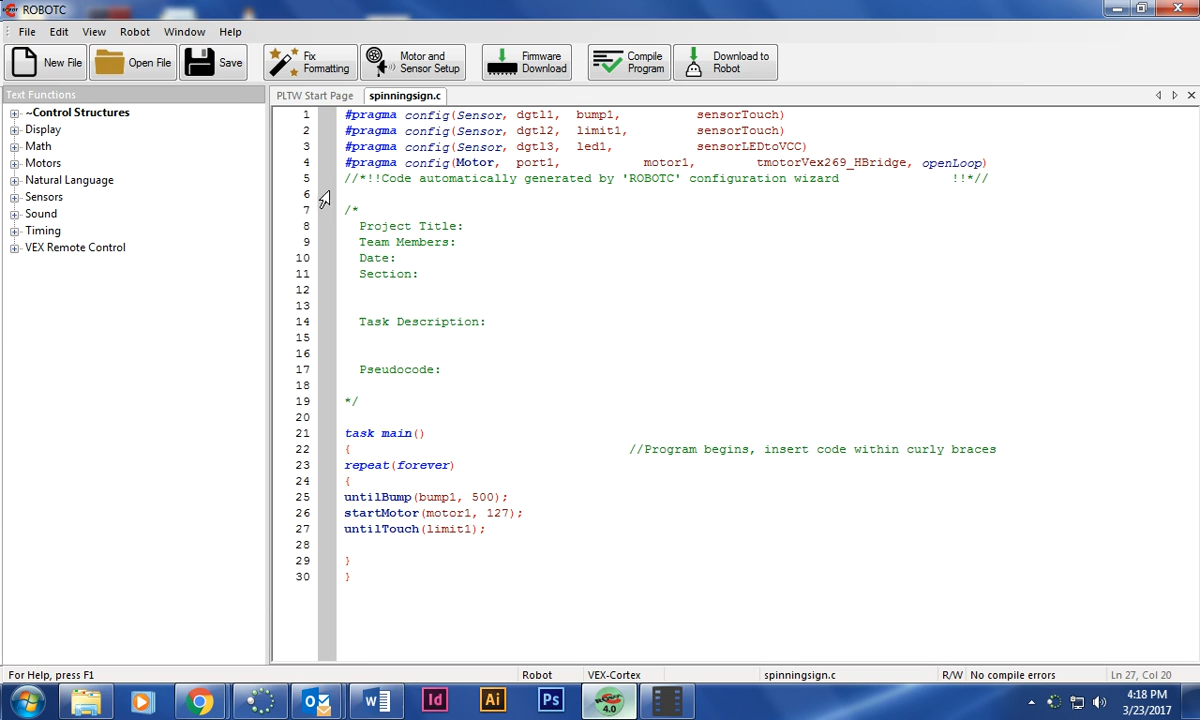 ROBOTC
File Edit View Robot Window Help
New File Open File Save Fix Formatting Motor and Sensor Setup Firmware Download Compile Program Download to Robot
Text Functions
~Control Structures
Display
Math
Motors
Natural Language
Sensors
Sound
Timing
VEX Remote Control
PLTW Start Page spinningsign.c
1 #pragma config(Sensor, dgtl1, bump1, sensorTouch)
2 #pragma config(Sensor, dgtl2, limit1, sensorTouch)
3 #pragma config(Sensor, dgtl3, led1, sensorLEDtoVCC)
4 #pragma config(Motor, port1, motor1, tmotorVex269_HBridge, openLoop)
5 //*!!Code automatically generated by 'ROBOTC' configuration wizard !!*//
6
7 /*
8 Project Title:
9 Team Members:
10 Date:
11 Section:
12
13
14 Task Description:
15
16
17 Pseudocode:
18
19 */
20
21 task main()
22 { //Program begins, insert code within curly braces
23 repeat(forever)
24 {
25 untilBump(bump1, 500);
26 startMotor(motor1, 127);
27 untilTouch(limit1);
28
29 }
30 }
For Help, press F1 Robot VEX-Cortex spinningsign.c R/W No compile errors Ln 27, Col 20
Id Ai Ps 4.0
4:18 PM
3/23/2017